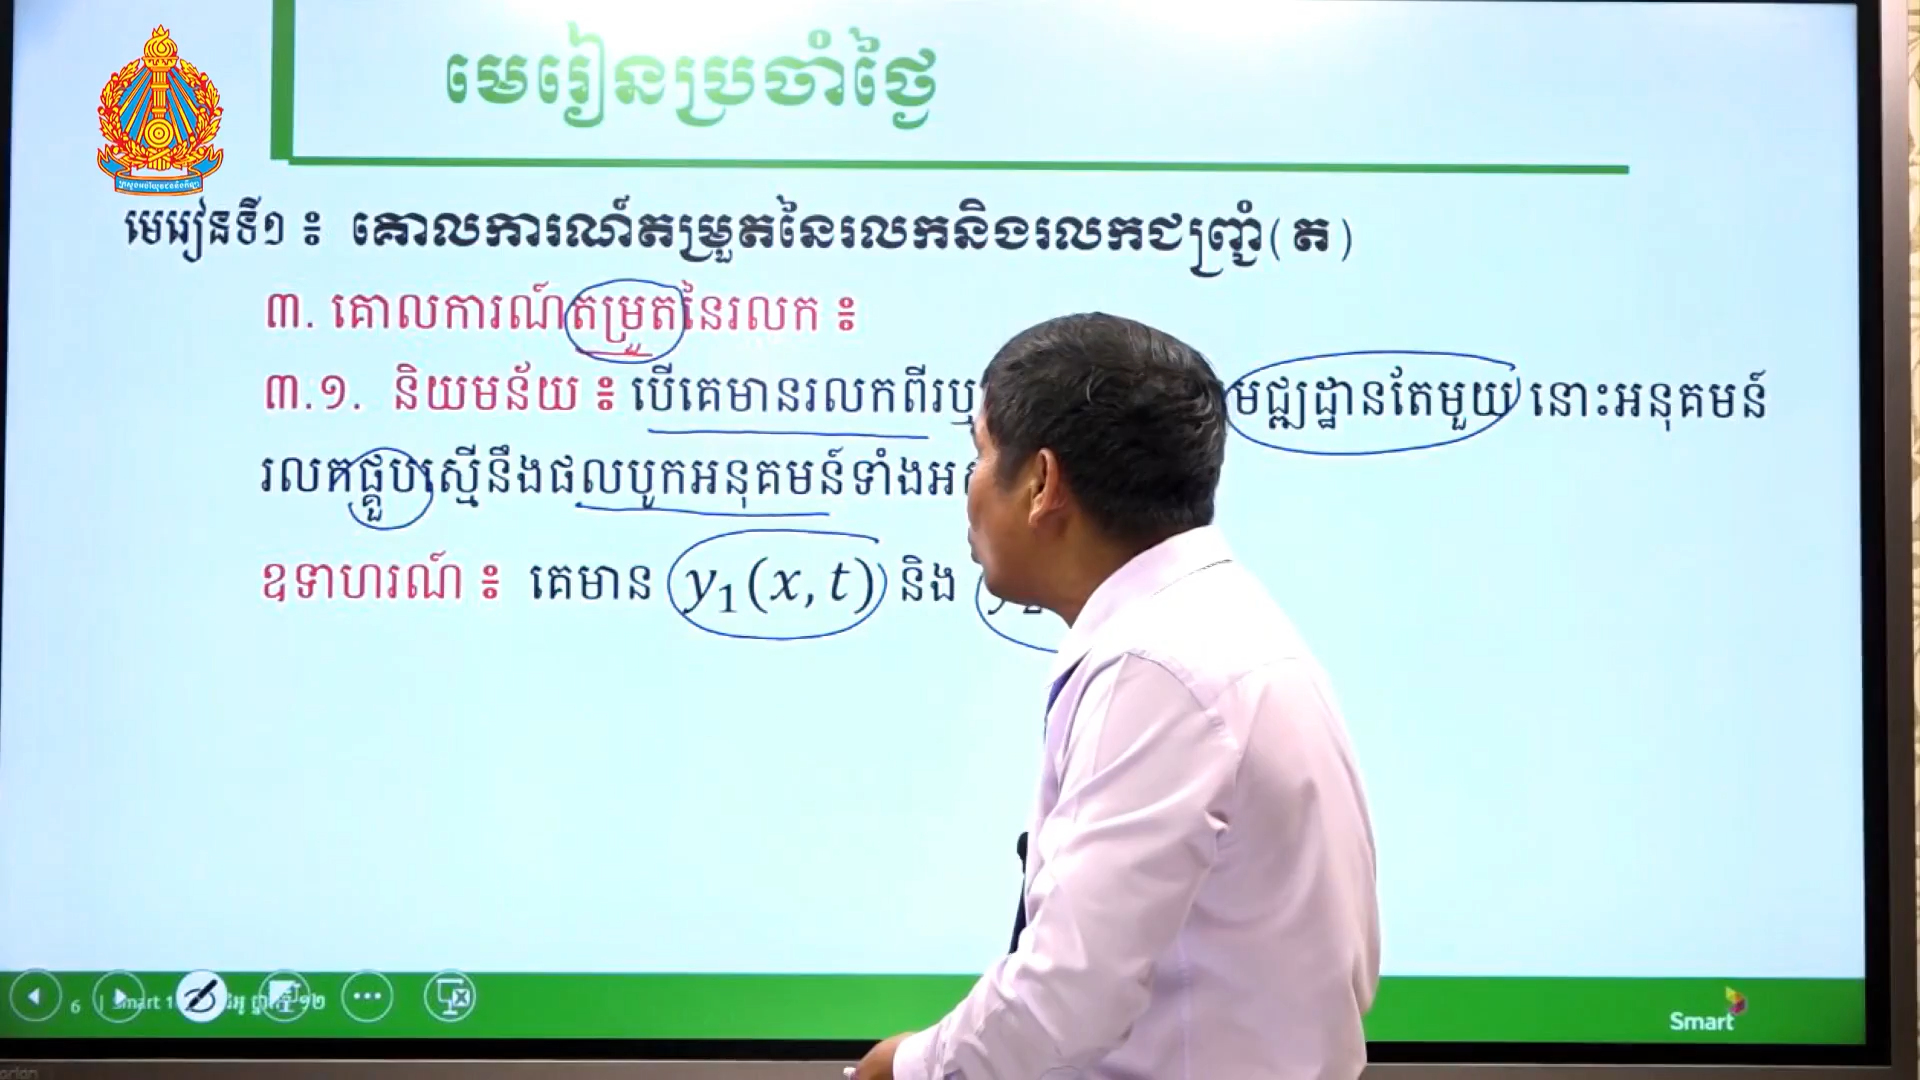 មេរៀនប្រចាំថ្ងៃ
មេរៀនទី១ ៖ គោលការណ៍តម្រួតនៃរលកនិងរលកជញ្ជ្រំ(ត)
៣. គោលការណ៍តម្រួតនៃរលក ៖
៣.១. និយមន័យ ៖ បើគេមានរលកពីរឬ មជ្ឈដ្ឋានតែមួយ នោះអនុគមន៍
រលកផ្គួបស្មើនឹងផលបូកអនុគមន៍ទាំងអស
ឧទាហរណ៍ ៖ គេមាន y₁(x, t) និង
6 | Smart 1
Smart